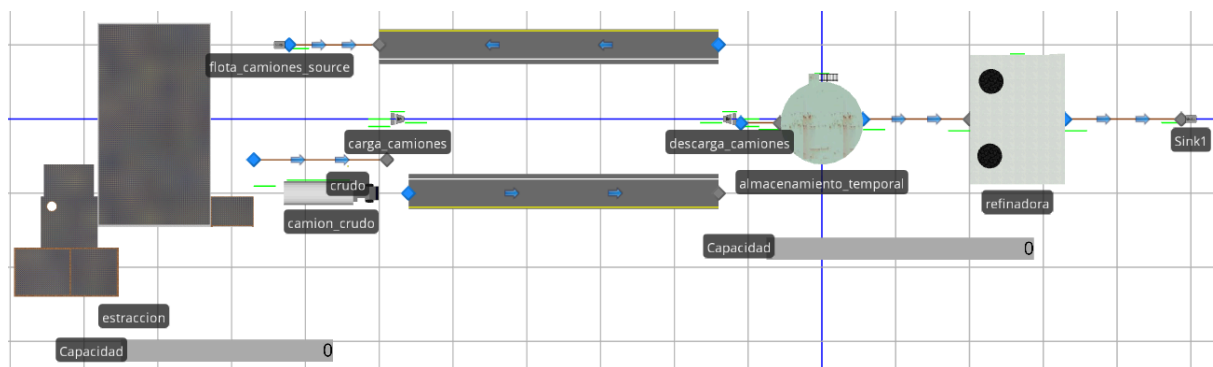 flota_camiones_source
carga_camiones
descarga_camiones
Sink1
crudo
almacenamiento_temporal
camion_crudo
refinadora
Capacidad 0
estraccion
Capacidad 0